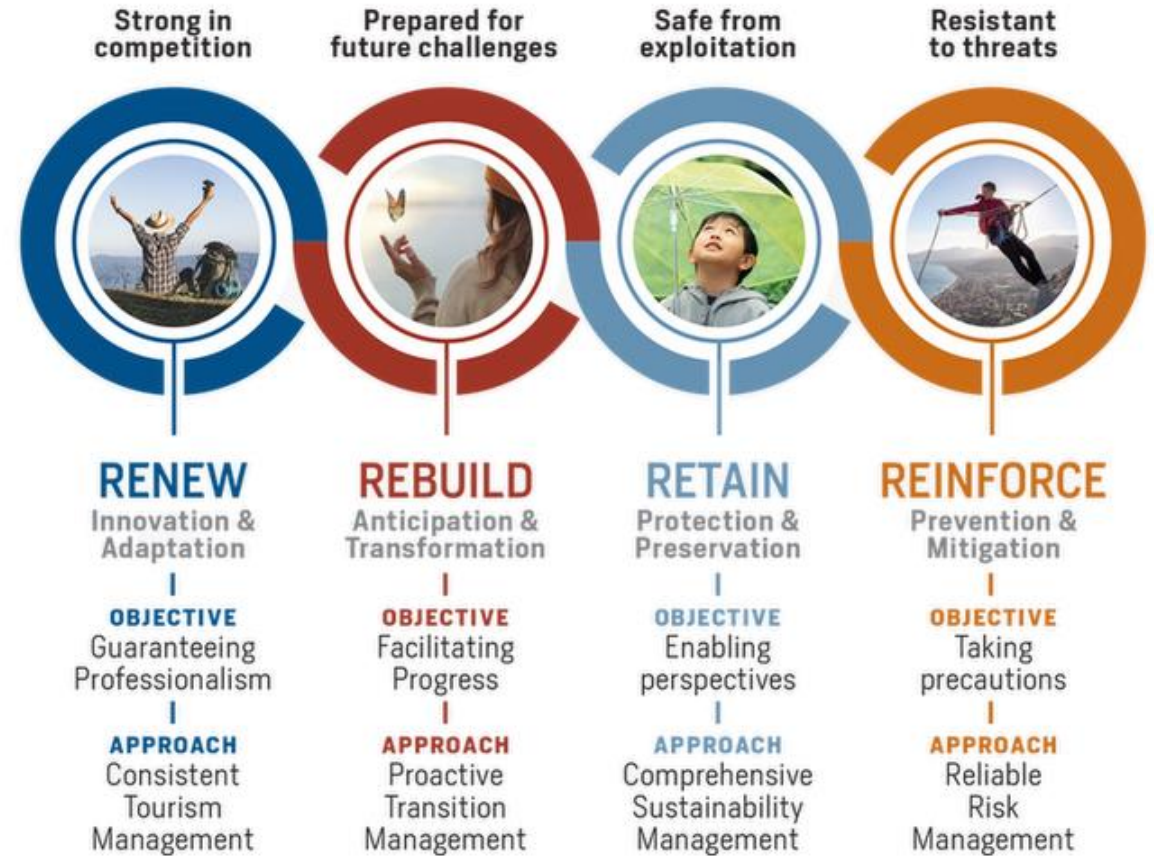 Strong in
competition
Prepared for
future challenges
Safe from
exploitation
Resistant
to threats
RENEW
Innovation &
Adaptation
OBJECTIVE
Guaranteeing
Professionalism
APPROACH
Consistent
Tourism
Management
REBUILD
Anticipation &
Transformation
OBJECTIVE
Facilitating
Progress
APPROACH
Proactive
Transition
Management
RETAIN
Protection &
Preservation
OBJECTIVE
Enabling
perspectives
APPROACH
Comprehensive
Sustainability
Management
REINFORCE
Prevention &
Mitigation
OBJECTIVE
Taking
precautions
APPROACH
Reliable
Risk
Management